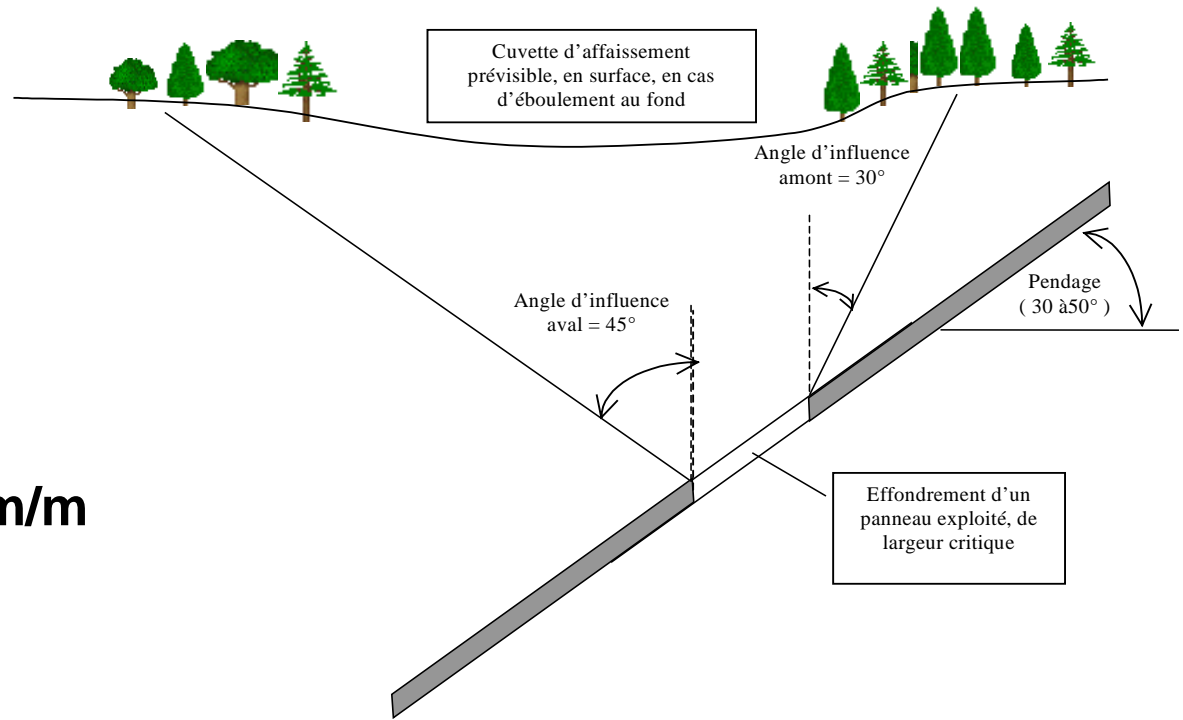 Cuvette d'affaissement
prévisible, en surface, en cas
d'éboulement au fond
Angle d'influence
amont = 30°
Pendage
( 30 à50° )
Angle d'influence
aval = 45°
m/m
Effondrement d'un
panneau exploité, de
largeur critique